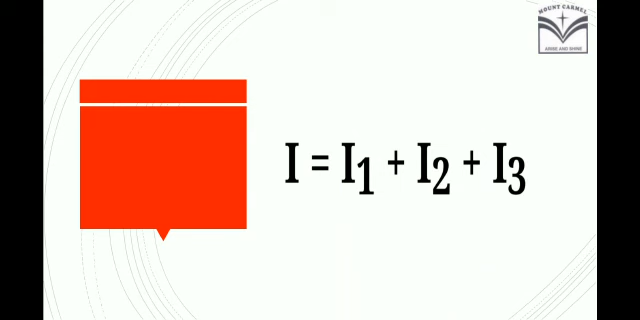 MOUNT CARMEL
ARISE AND SHINE
I = I₁ + I₂ + I₃